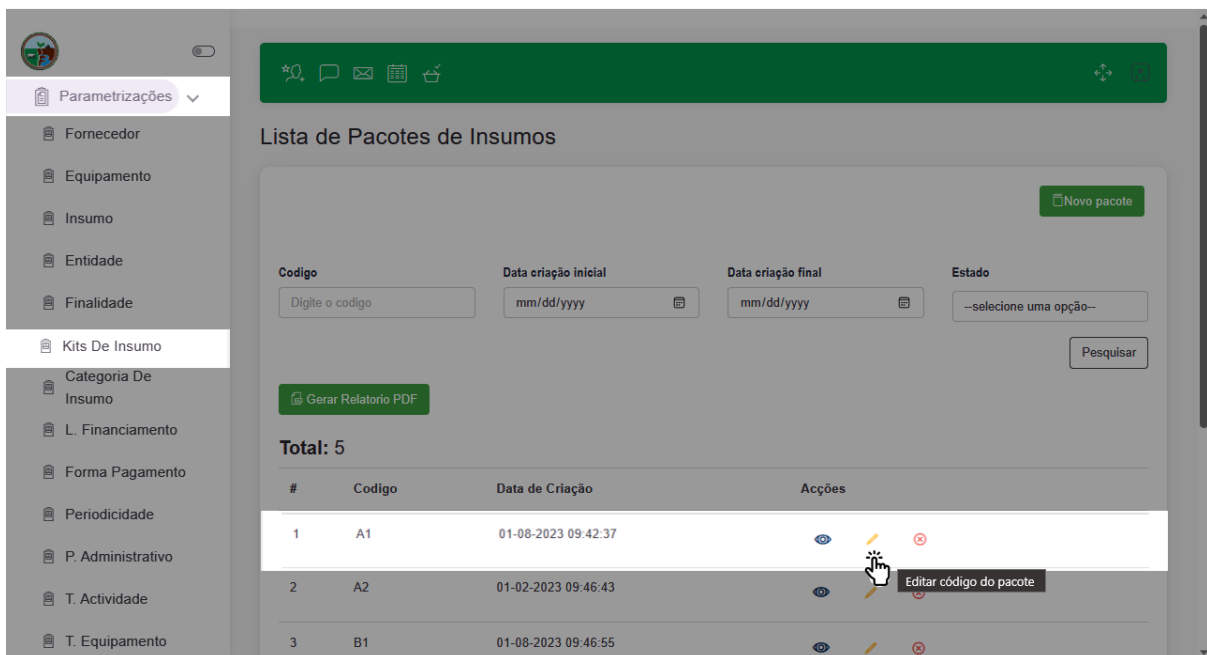 Parametrizações
Fornecedor
Equipamento
Insumo
Entidade
Finalidade
Kits De Insumo
Categoria De
Insumo
L. Financiamento
Forma Pagamento
Periodicidade
P. Administrativo
T. Actividade
T. Equipamento
Lista de Pacotes de Insumos
Novo pacote
Codigo Data criação inicial Data criação final Estado
Digite o codigo mm/dd/yyyy mm/dd/yyyy --selecione uma opção--
Pesquisar
Gerar Relatorio PDF
Total: 5
# Codigo Data de Criação Acções
1 A1 01-08-2023 09:42:37
Editar código do pacote
2 A2 01-02-2023 09:46:43
3 B1 01-08-2023 09:46:55